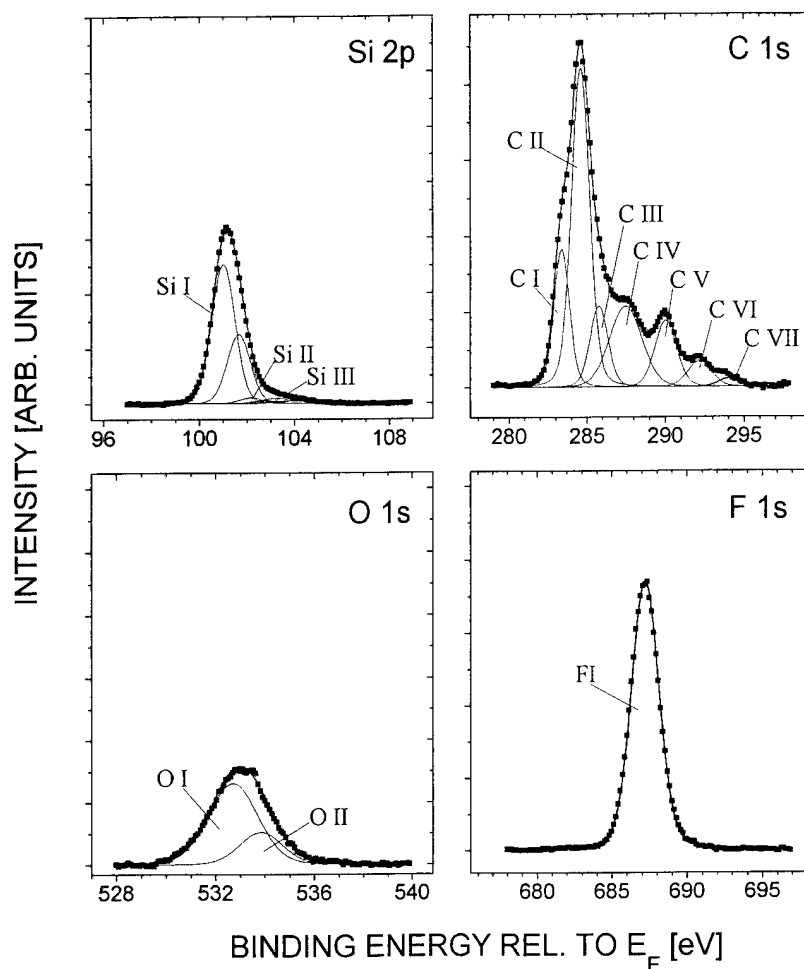 Si 2p
Si I
Si II
Si III
96 100 104 108
C 1s
C II
C III
C IV
C I
C V
C VI
C VII
280 285 290 295
O 1s
O I
O II
528 532 536 540
F 1s
FI
680 685 690 695
INTENSITY [ARB. UNITS]
BINDING ENERGY REL. TO E_F [eV]